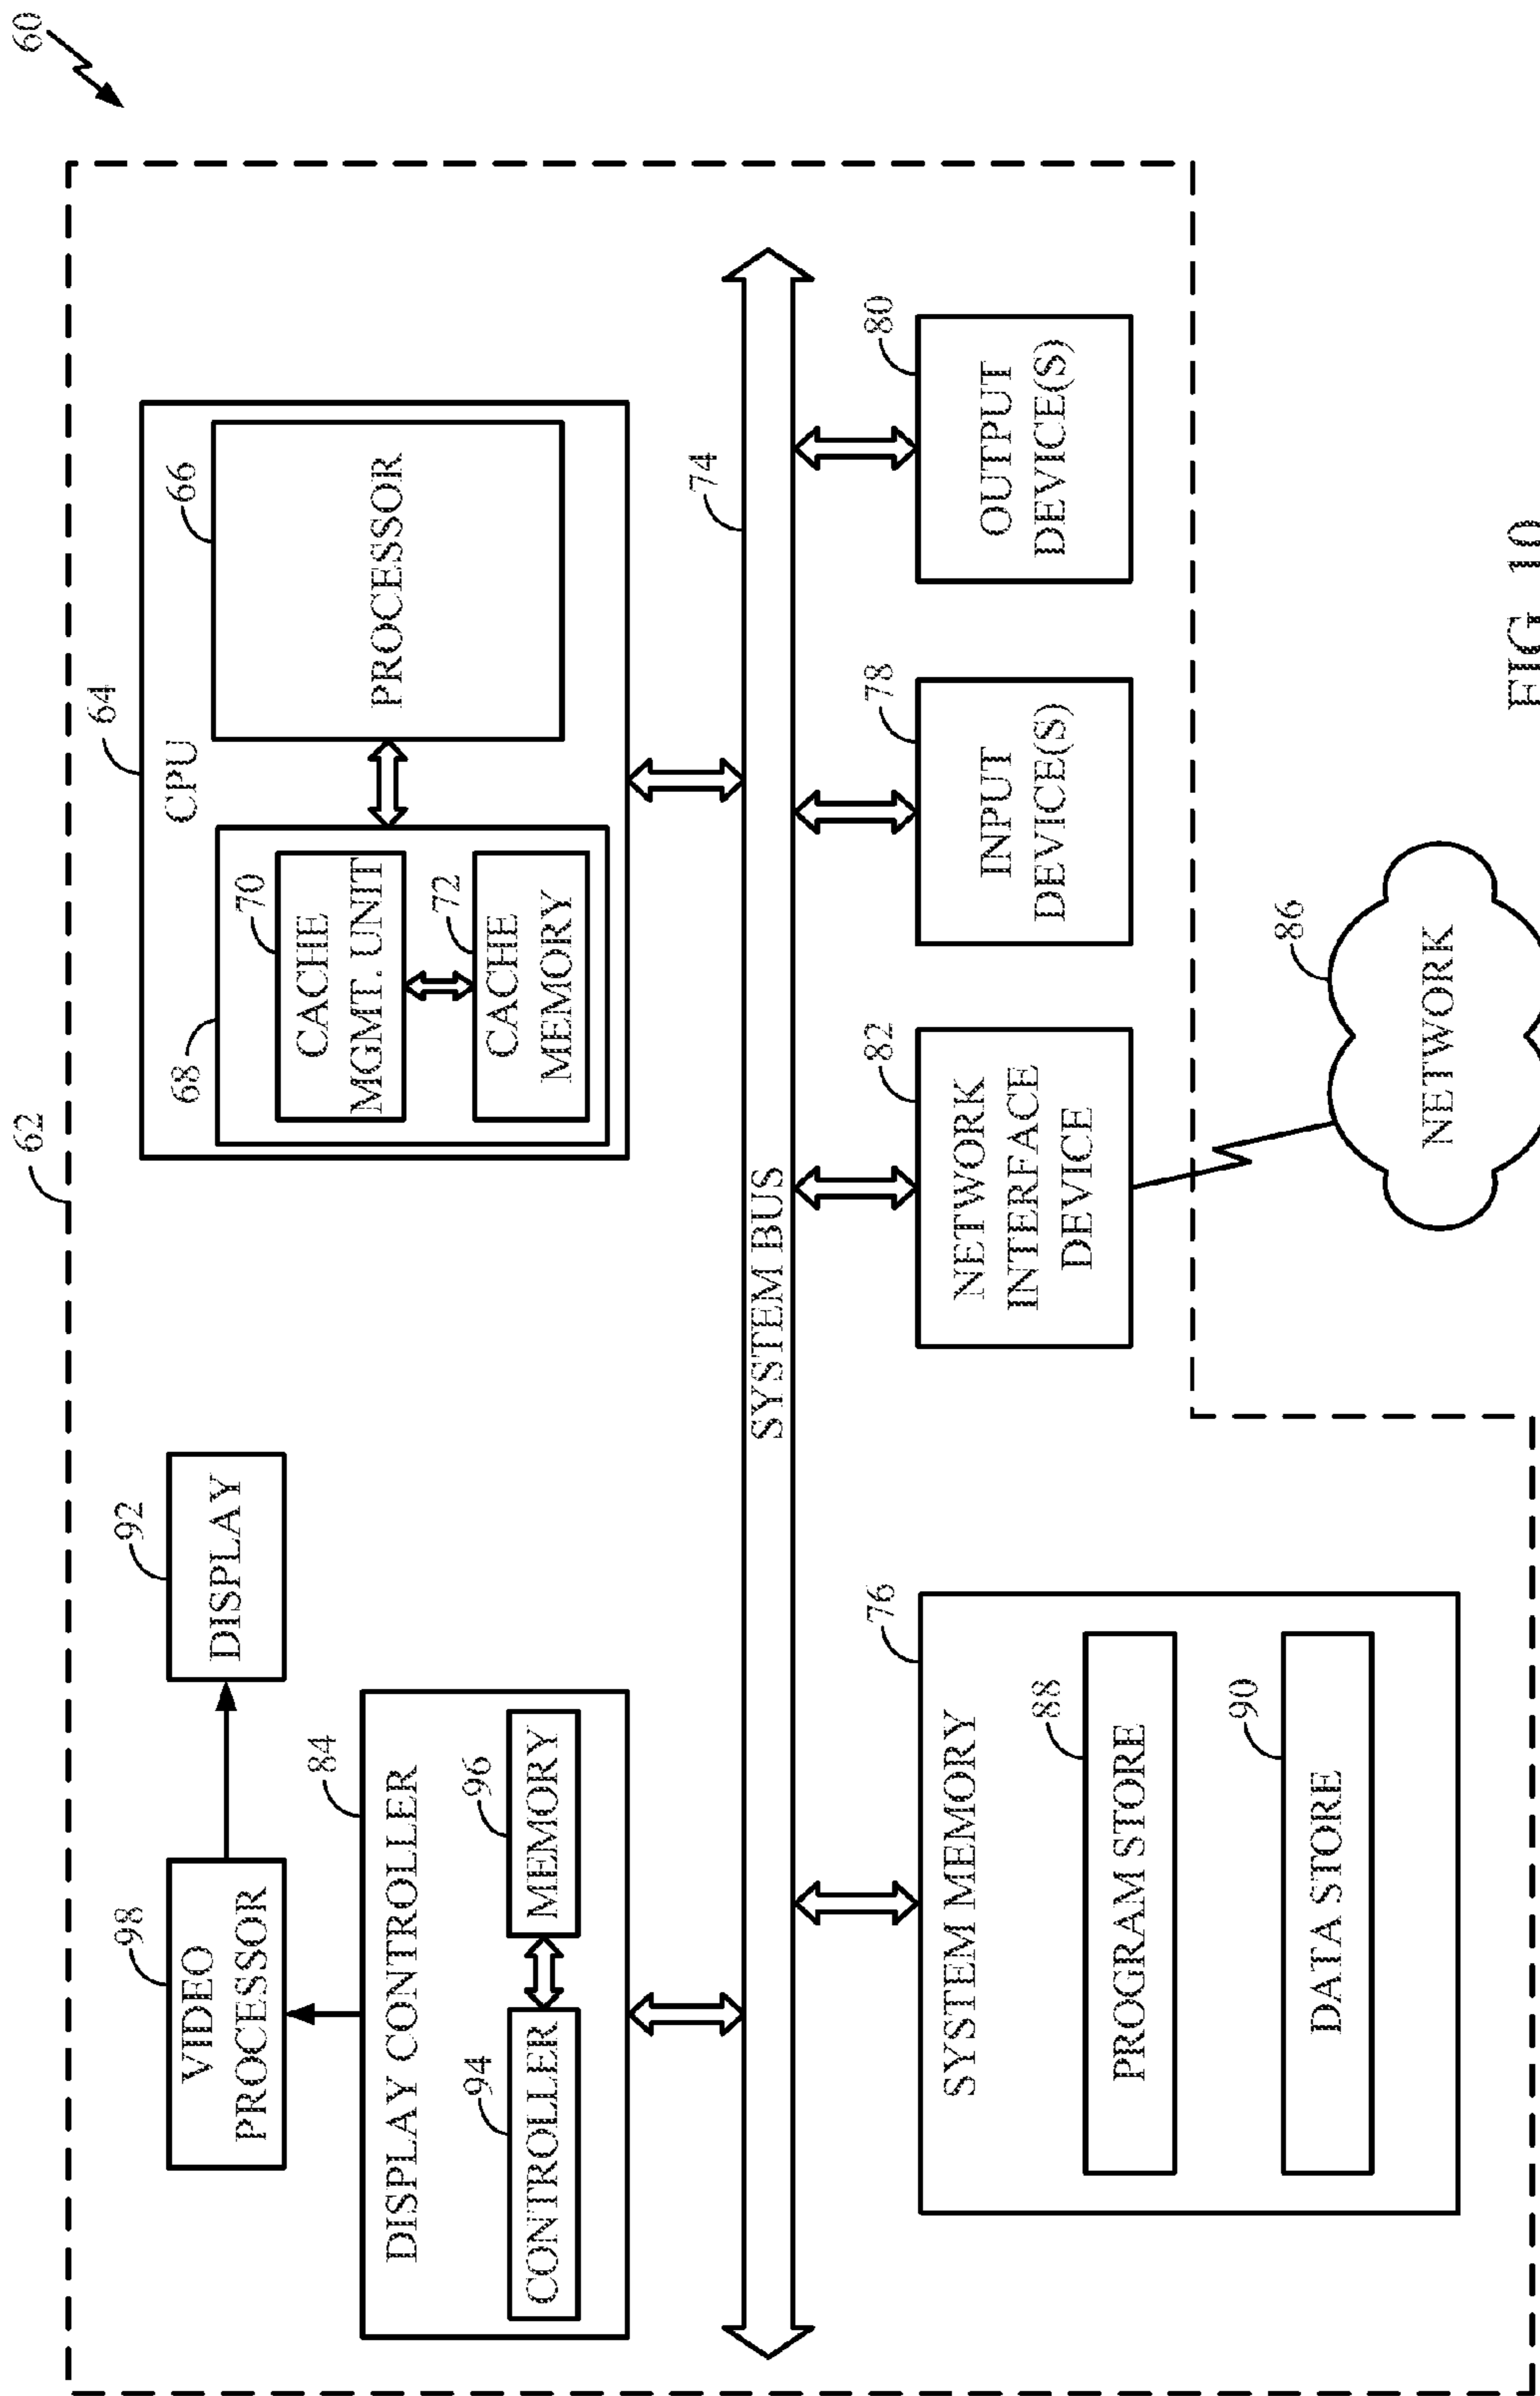 60
62
98
VIDEO
PROCESSOR
92
DISPLAY
64
CPU
68
70
CACHE
MGMT. UNIT
72
CACHE
MEMORY
66
PROCESSOR
84
DISPLAY CONTROLLER
94
CONTROLLER
96
MEMORY
SYSTEM BUS
74
76
SYSTEM MEMORY
88
PROGRAM STORE
90
DATA STORE
82
NETWORK
INTERFACE
DEVICE
78
INPUT
DEVICE(S)
80
OUTPUT
DEVICE(S)
86
NETWORK
FIG. 10